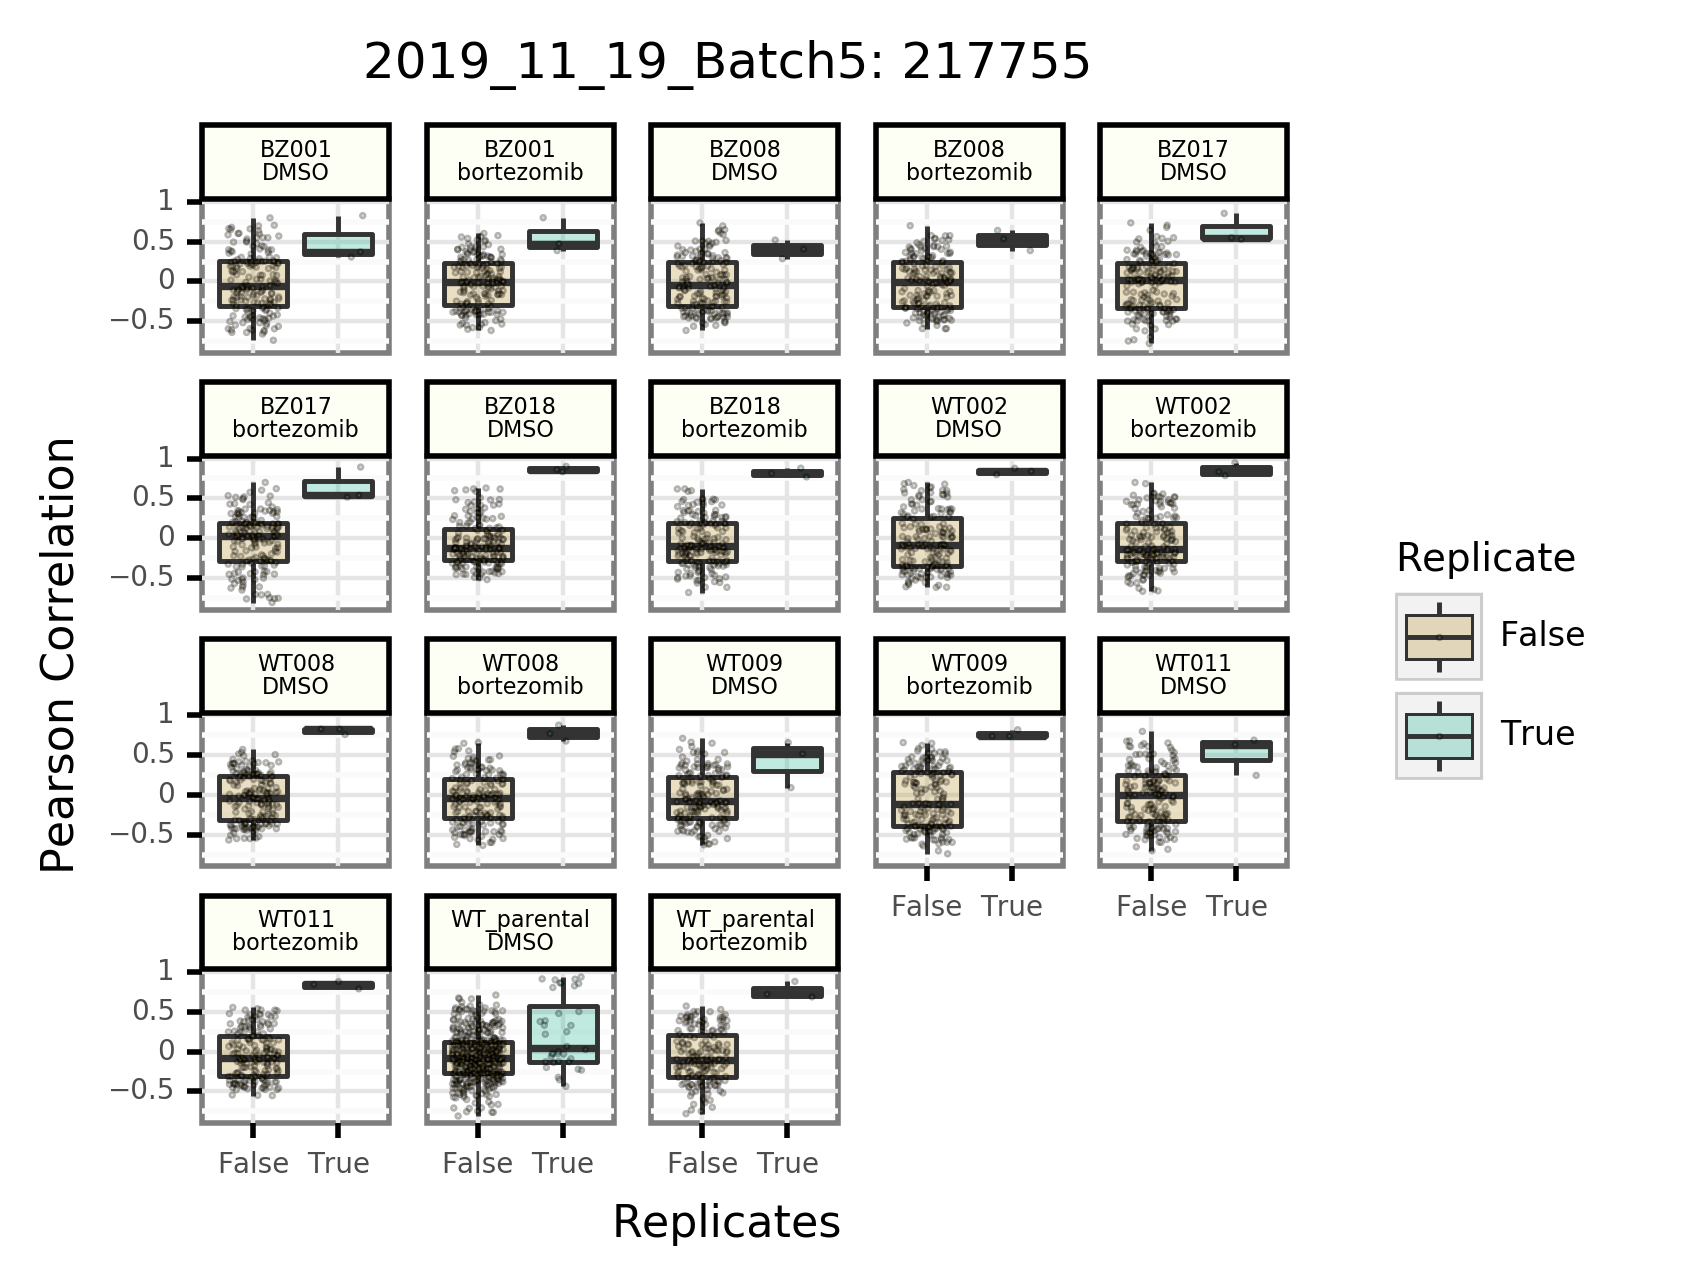 2019_11_19_Batch5: 217755
BZ001
DMSO
BZ001
bortezomib
BZ008
DMSO
BZ008
bortezomib
BZ017
DMSO
1
0.5
0
−0.5
BZ017
bortezomib
BZ018
DMSO
BZ018
bortezomib
WT002
DMSO
WT002
bortezomib
1
0.5
0
−0.5
WT008
DMSO
WT008
bortezomib
WT009
DMSO
WT009
bortezomib
WT011
DMSO
1
0.5
0
−0.5
False True
False True
WT011
bortezomib
WT_parental
DMSO
WT_parental
bortezomib
1
0.5
0
−0.5
False True
False True
False True
Replicates
Pearson Correlation
Replicate
False
True